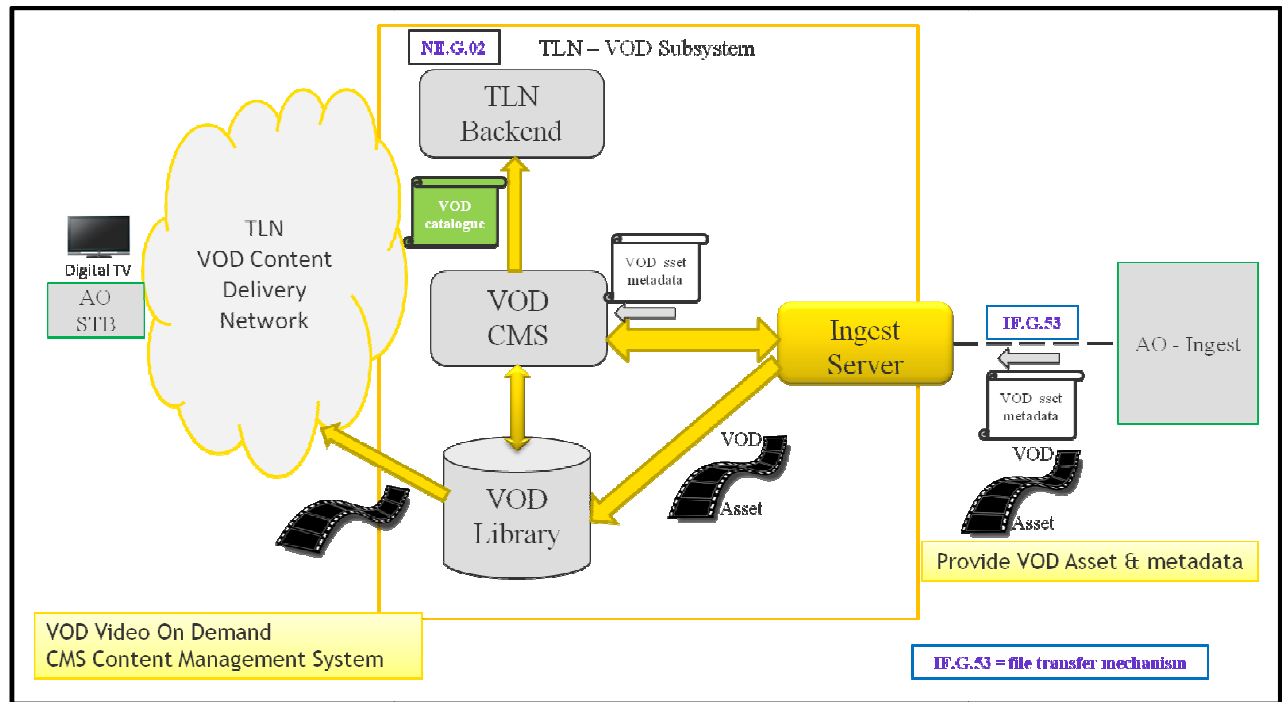 NE.G.02
TLN – VOD Subsystem
TLN
Backend
VOD
catalogue
TLN
VOD Content
Delivery
Network
Digital TV
AO
STB
VOD sset
metadata
VOD
CMS
Ingest
Server
IF.G.53
AO - Ingest
VOD sset
metadata
VOD
Asset
VOD
Asset
VOD
Library
Provide VOD Asset & metadata
VOD Video On Demand
CMS Content Management System
IF.G.53 = file transfer mechanism